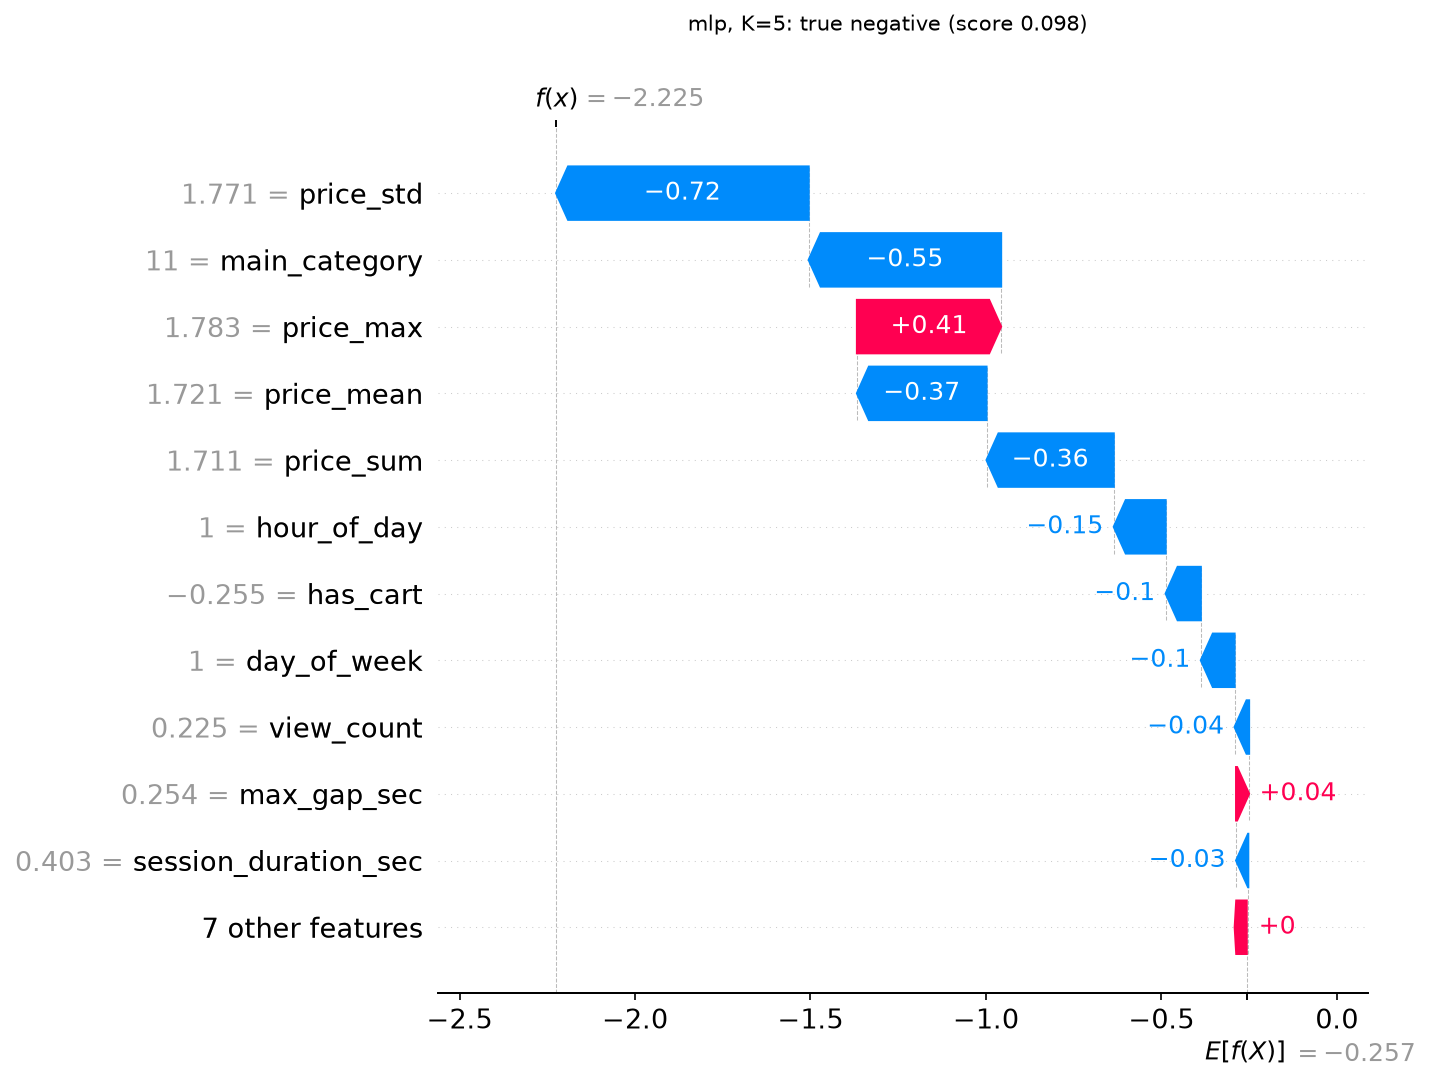 mlp, K=5: true negative (score 0.098)
f(x) = −2.225
1.771 = price_std
−0.72
11 = main_category
−0.55
1.783 = price_max
+0.41
1.721 = price_mean
−0.37
1.711 = price_sum
−0.36
1 = hour_of_day
−0.15
−0.255 = has_cart
−0.1
1 = day_of_week
−0.1
0.225 = view_count
−0.04
0.254 = max_gap_sec
+0.04
0.403 = session_duration_sec
−0.03
7 other features
+0
−2.5 −2.0 −1.5 −1.0 −0.5 0.0
E[f(X)] = −0.257